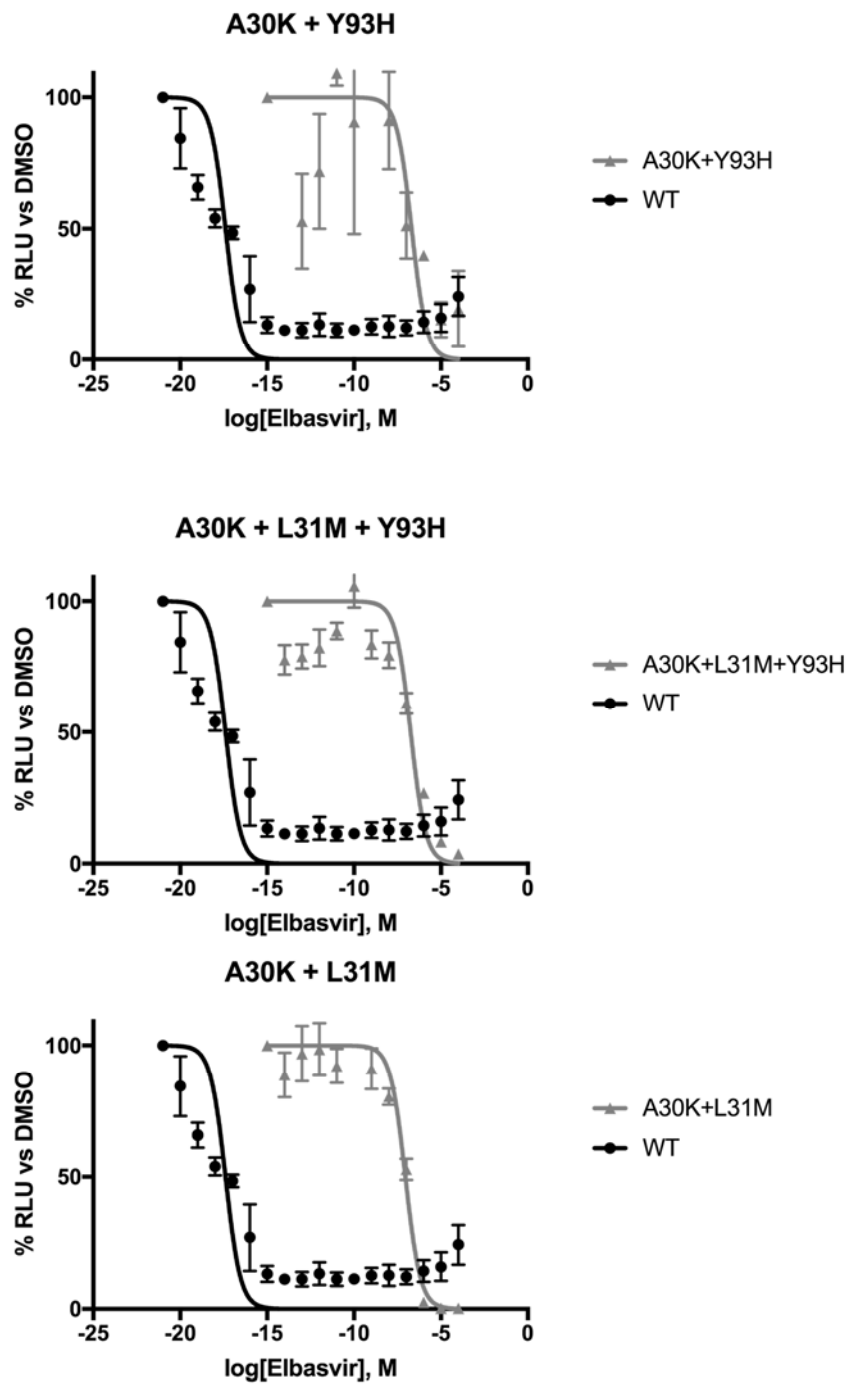 A30K + Y93H
% RLU vs DMSO
100
50
0
-25 -20 -15 -10 -5 0
log[Elbasvir], M
A30K+Y93H
WT
A30K + L31M + Y93H
% RLU vs DMSO
100
50
0
-25 -20 -15 -10 -5 0
log[Elbasvir], M
A30K+L31M+Y93H
WT
A30K + L31M
% RLU vs DMSO
100
50
0
-25 -20 -15 -10 -5 0
log[Elbasvir], M
A30K+L31M
WT